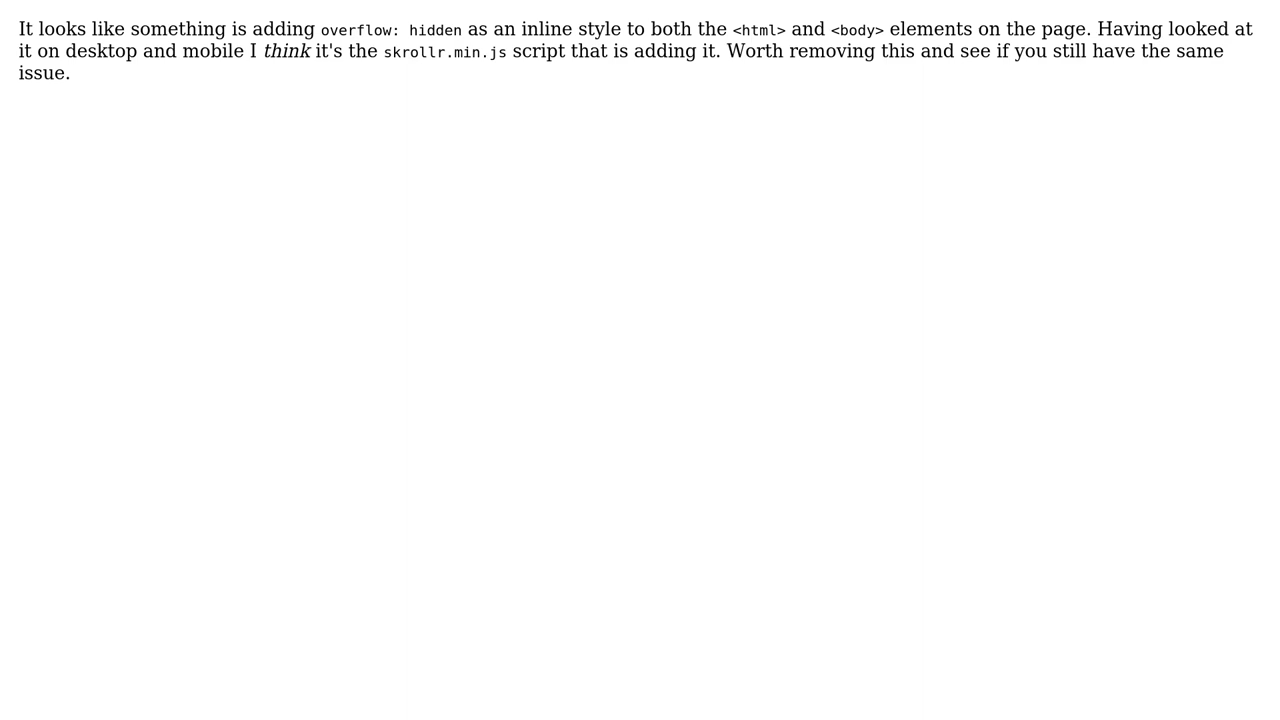 It looks like something is adding overflow: hidden as an inline style to both the <html> and <body> elements on the page. Having looked at
it on desktop and mobile I think it's the skrollr.min.js script that is adding it. Worth removing this and see if you still have the same
issue.